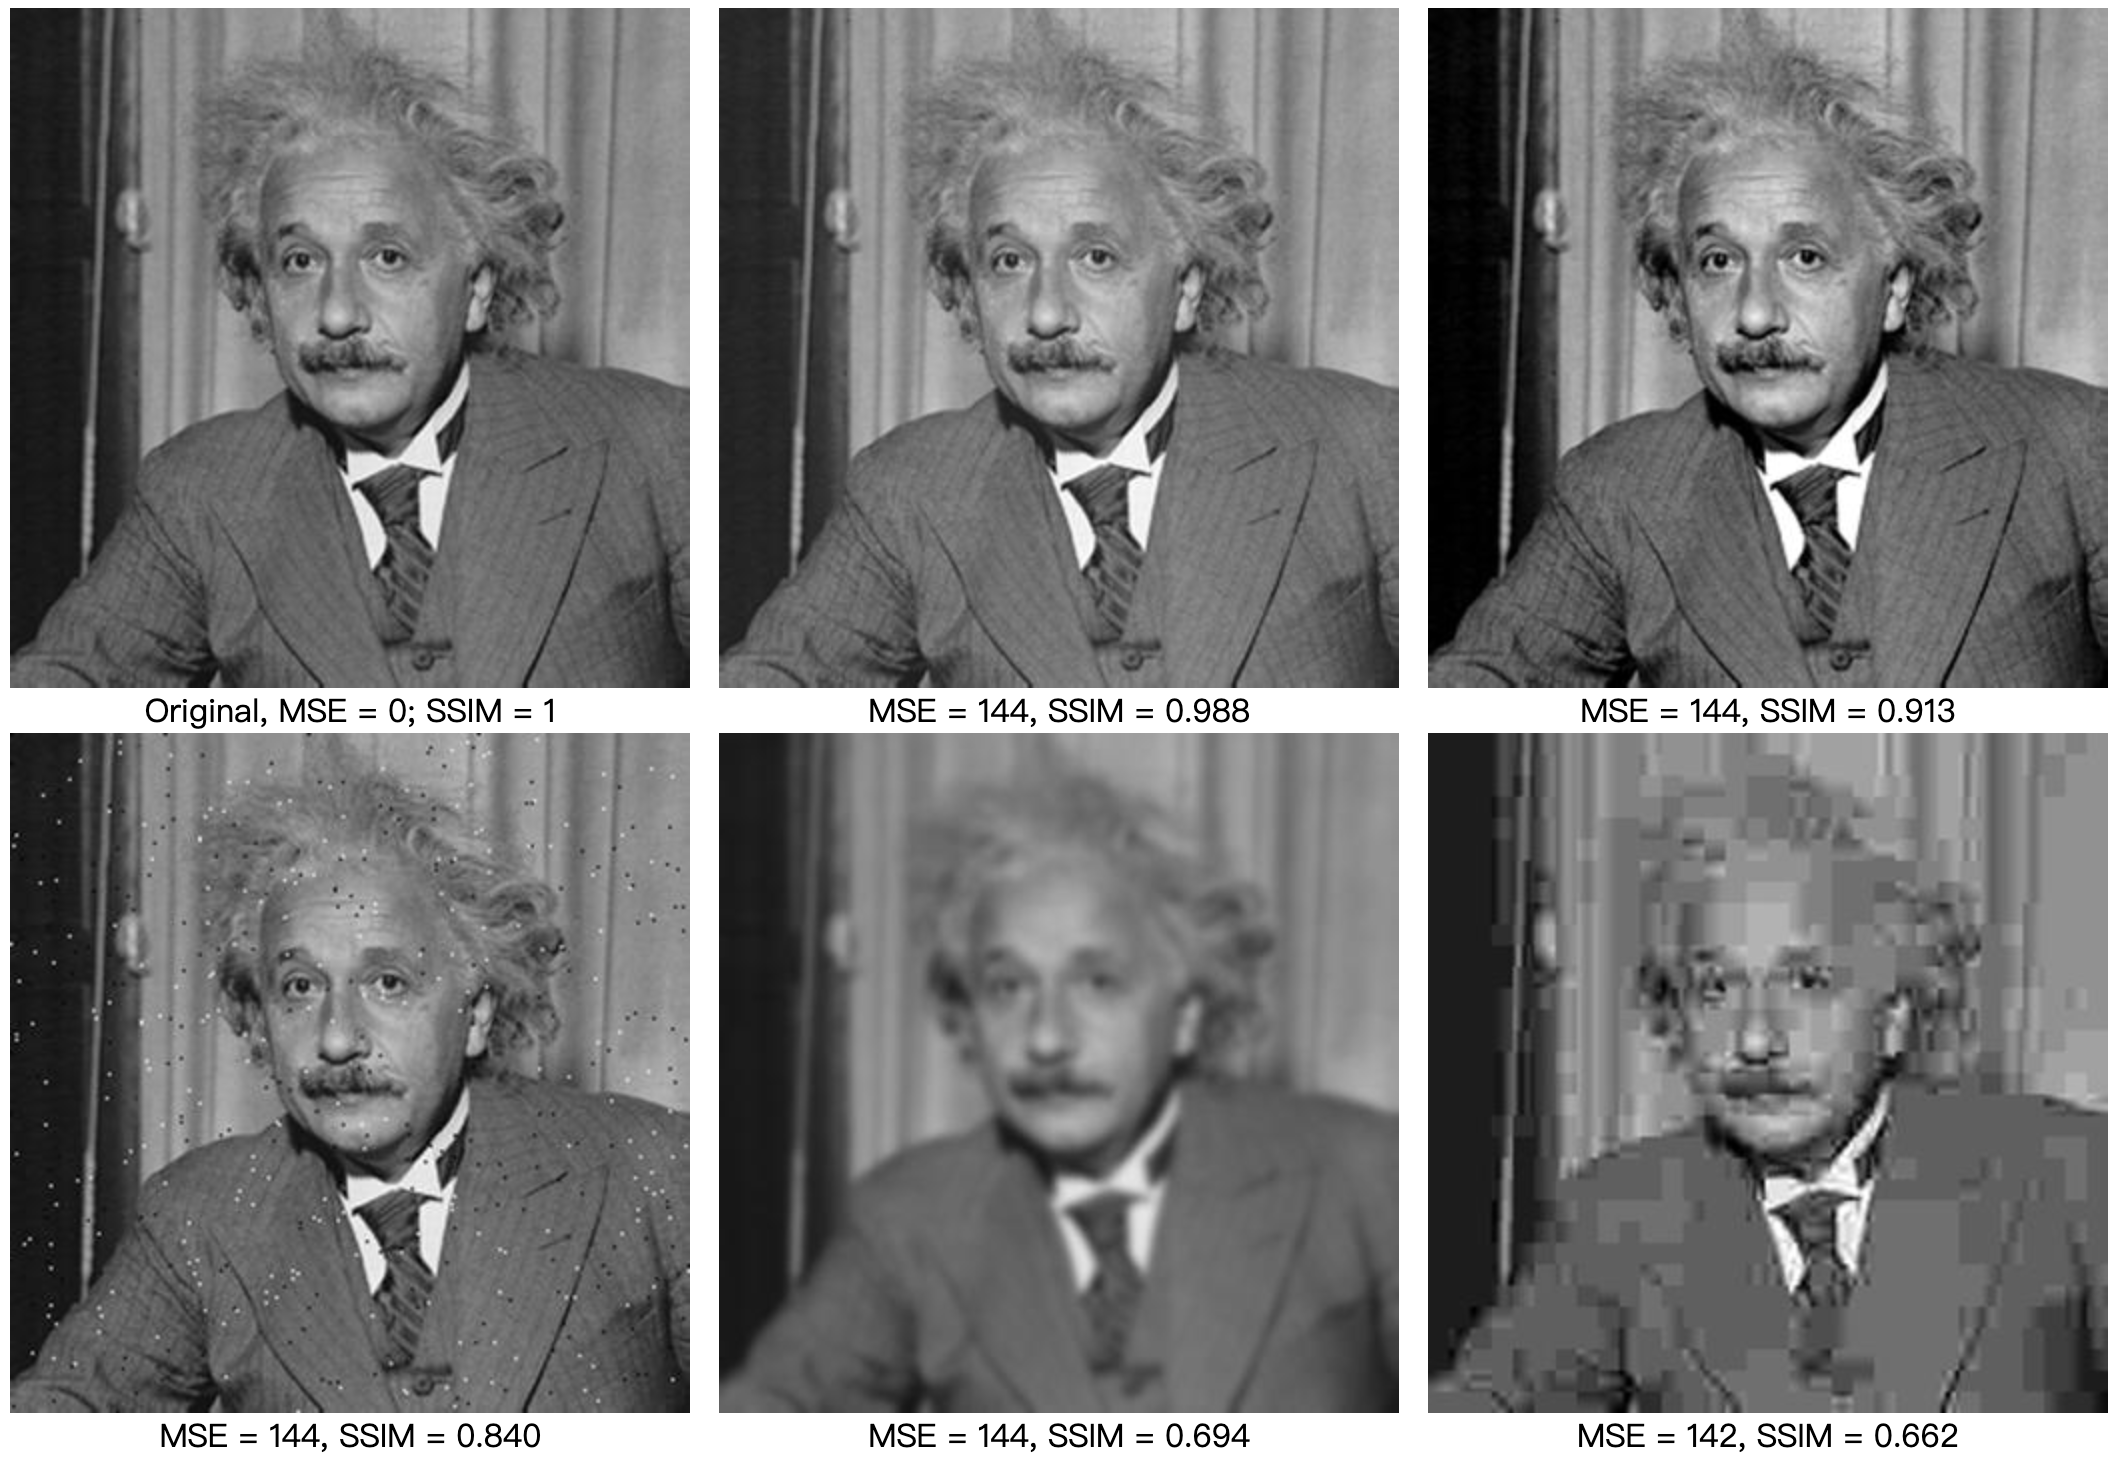 Original, MSE = 0; SSIM = 1
MSE = 144, SSIM = 0.988
MSE = 144, SSIM = 0.913
MSE = 144, SSIM = 0.840
MSE = 144, SSIM = 0.694
MSE = 142, SSIM = 0.662